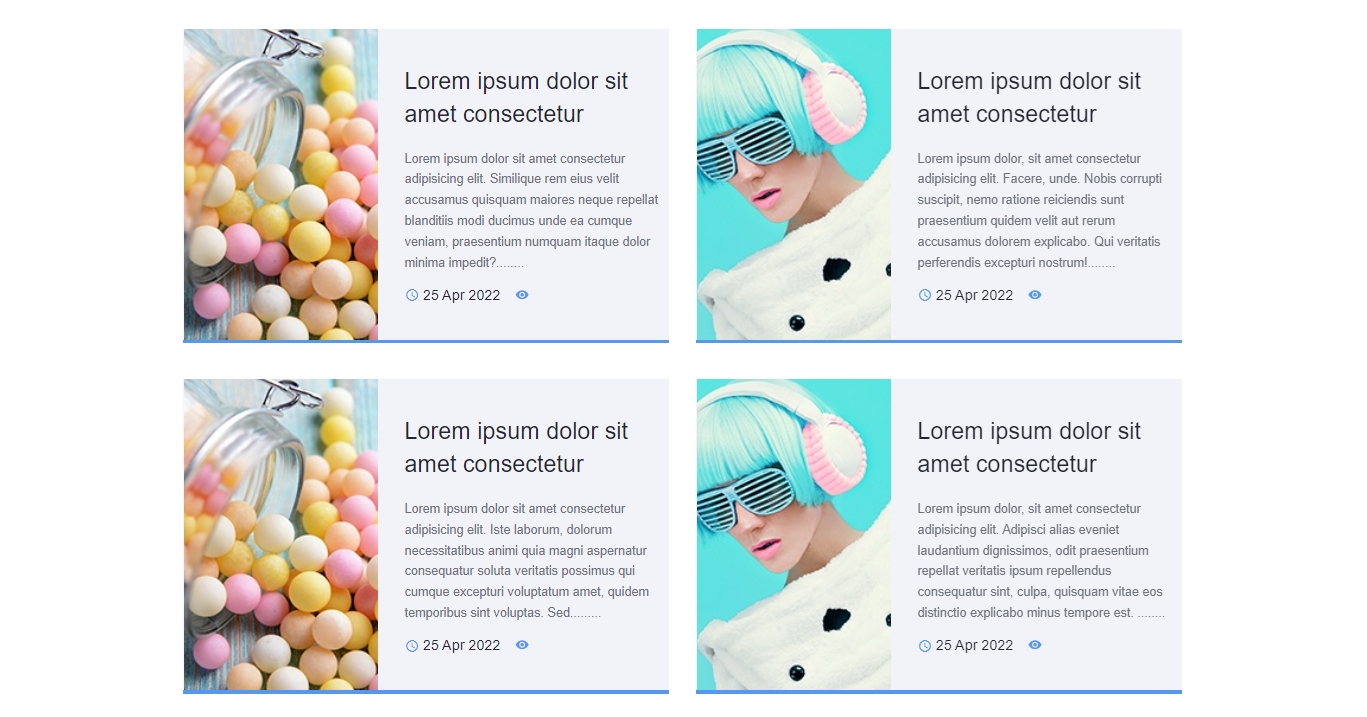 Lorem ipsum dolor sit
amet consectetur
Lorem ipsum dolor sit amet consectetur
adipisicing elit. Similique rem eius velit
accusamus quisquam maiores neque repellat
blanditiis modi ducimus unde ea cumque
veniam, praesentium numquam itaque dolor
minima impedit?........
25 Apr 2022
Lorem ipsum dolor sit
amet consectetur
Lorem ipsum dolor, sit amet consectetur
adipisicing elit. Facere, unde. Nobis corrupti
suscipit, nemo ratione reiciendis sunt
praesentium quidem velit aut rerum
accusamus dolorem explicabo. Qui veritatis
perferendis excepturi nostrum!........
25 Apr 2022
Lorem ipsum dolor sit
amet consectetur
Lorem ipsum dolor sit amet consectetur
adipisicing elit. Iste laborum, dolorum
necessitatibus animi quia magni aspernatur
consequatur soluta veritatis possimus qui
cumque excepturi voluptatum amet, quidem
temporibus sint voluptas. Sed.........
25 Apr 2022
Lorem ipsum dolor sit
amet consectetur
Lorem ipsum dolor, sit amet consectetur
adipisicing elit. Adipisci alias eveniet
laudantium dignissimos, odit praesentium
repellat veritatis ipsum repellendus
consequatur sint, culpa, quisquam vitae eos
distinctio explicabo minus tempore est. ........
25 Apr 2022